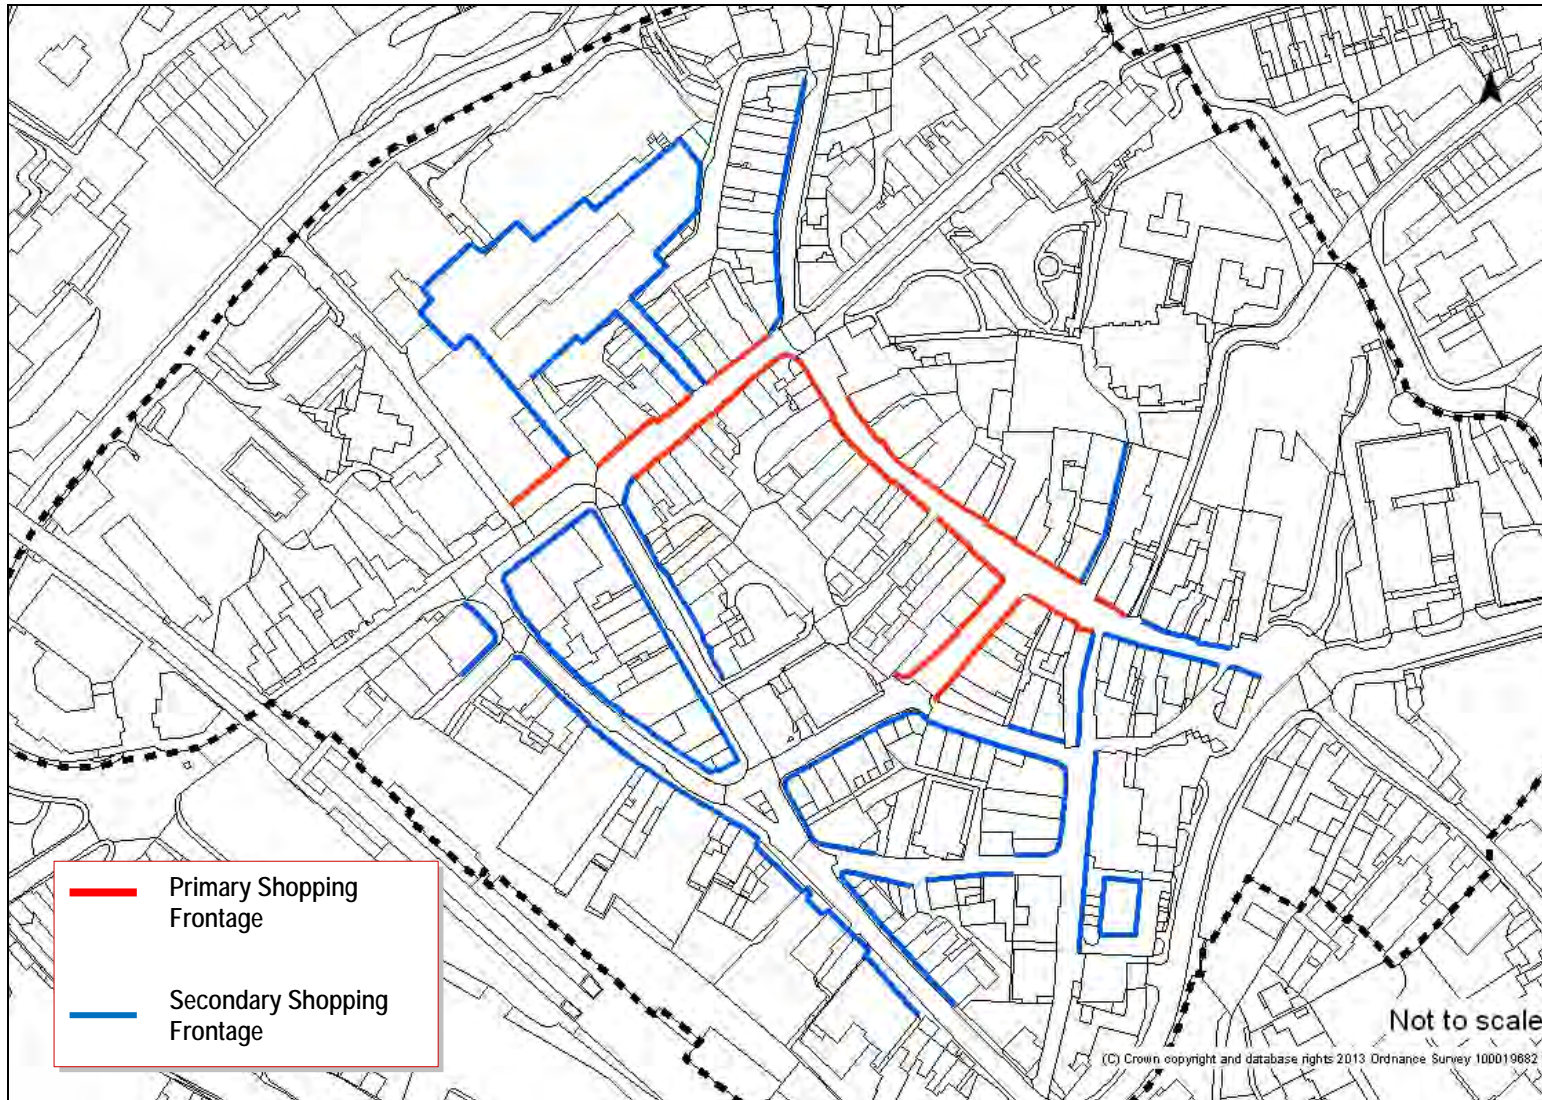 Primary Shopping
Frontage
Secondary Shopping
Frontage
Not to scale
(C) Crown copyright and database rights 2013 Ordnance Survey 100019682